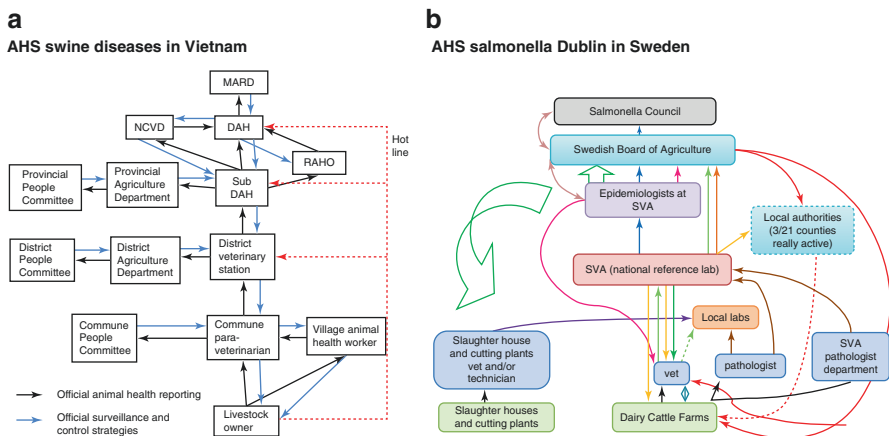 a
AHS swine diseases in Vietnam
MARD
NCVD
DAH
Hot
line
RAHO
Provincial
People
Committee
Provincial
Agriculture
Department
Sub
DAH
District
People
Committee
District
Agriculture
Department
District
veterinary
station
Commune
People
Committee
Commune
para-
veterinarian
Village animal
health worker
Official animal health reporting
Official surveillance and
control strategies
Livestock
owner
b
AHS salmonella Dublin in Sweden
Salmonella Council
Swedish Board of Agriculture
Epidemiologists at
SVA
Local authorities
(3/21 counties
really active)
SVA (national reference lab)
Local labs
Slaughter house
and cutting plants
vet and/or
technician
vet
pathologist
SVA
pathologist
department
Slaughter houses
and cutting plants
Dairy Cattle Farms